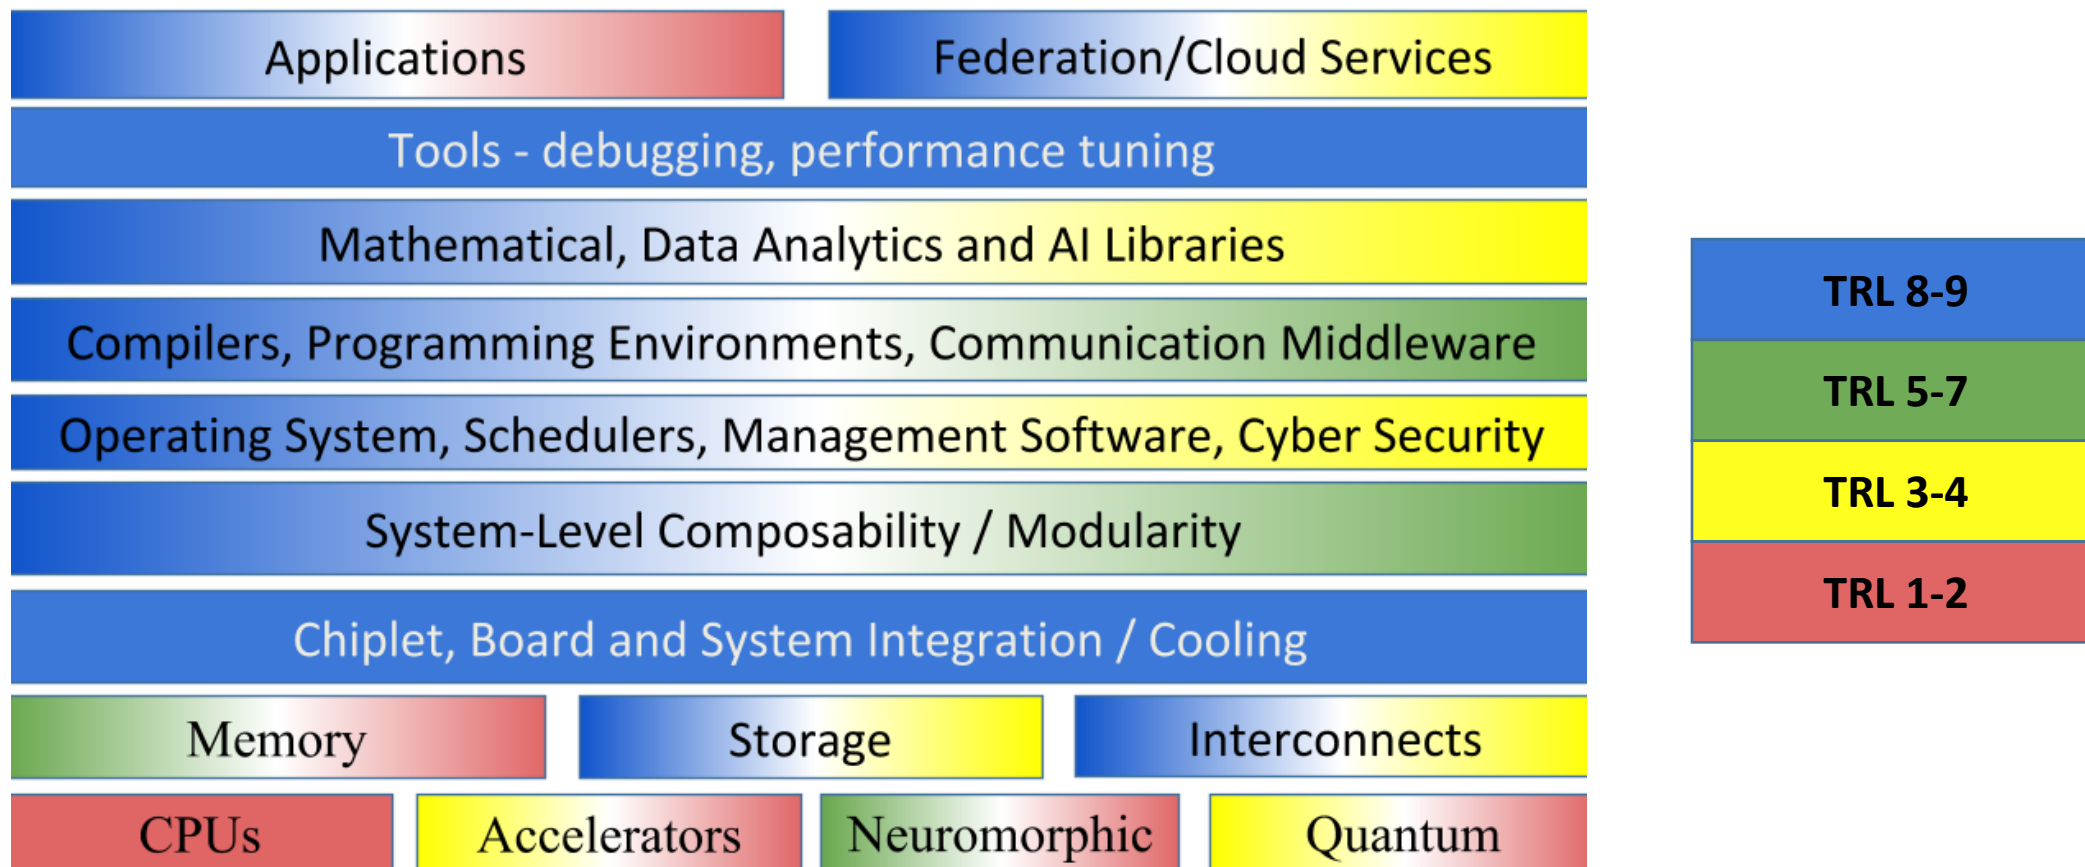 Applications
Federation/Cloud Services
Tools - debugging, performance tuning
Mathematical, Data Analytics and AI Libraries
Compilers, Programming Environments, Communication Middleware
Operating System, Schedulers, Management Software, Cyber Security
System-Level Composability / Modularity
Chiplet, Board and System Integration / Cooling
Memory
Storage
Interconnects
CPUs
Accelerators
Neuromorphic
Quantum
TRL 8-9
TRL 5-7
TRL 3-4
TRL 1-2